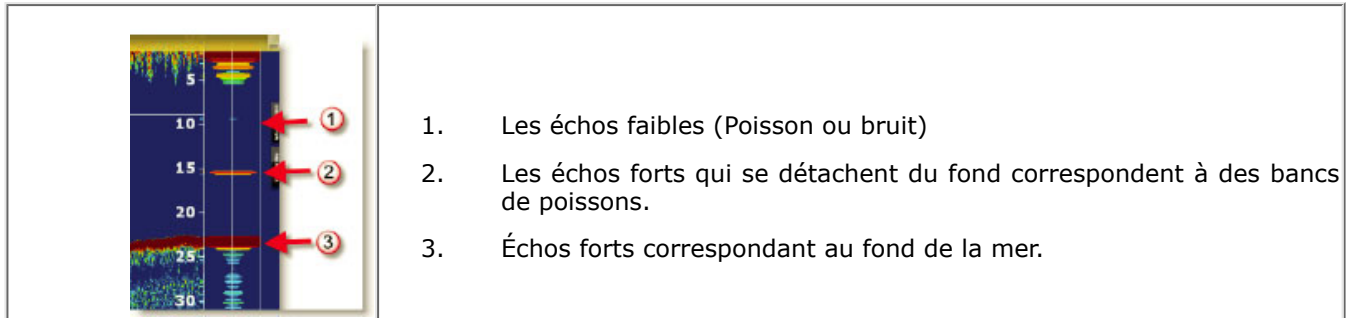 5
10
15
20
25
30
1
2
3
1. Les échos faibles (Poisson ou bruit)
2. Les échos forts qui se détachent du fond correspondent à des bancs
de poissons.
3. Échos forts correspondant au fond de la mer.